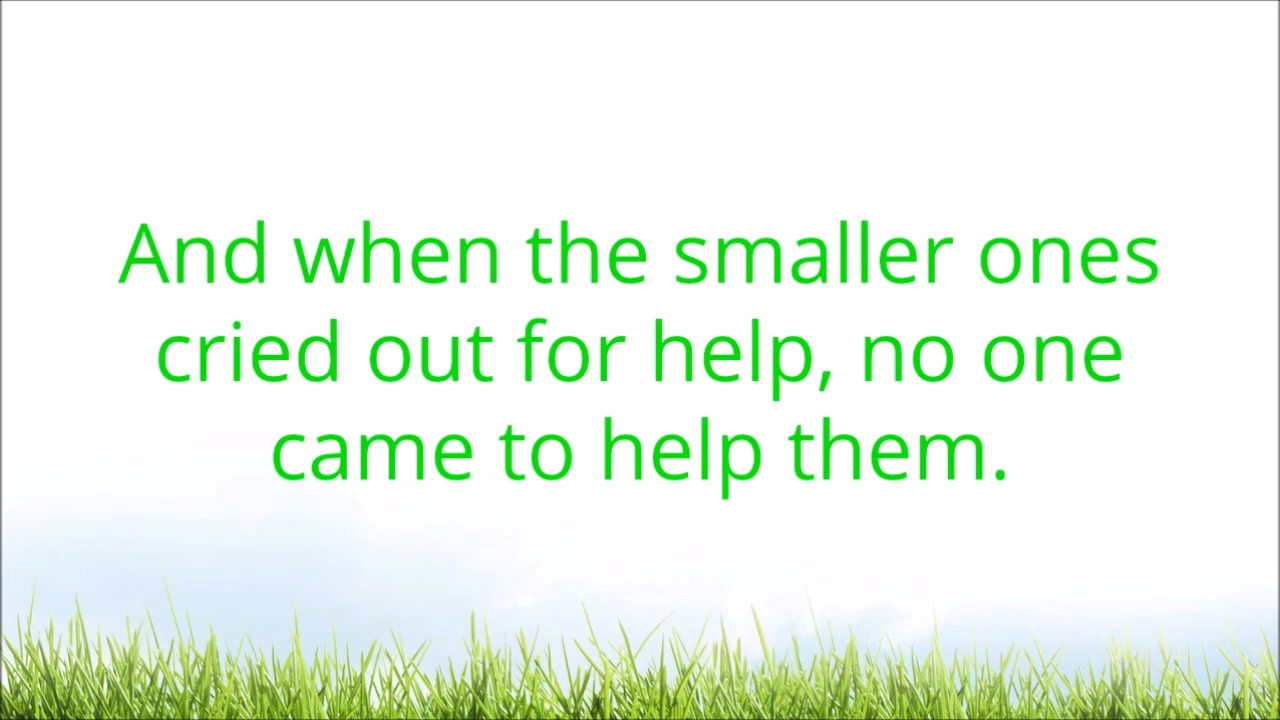 And when the smaller ones
cried out for help, no one
came to help them.